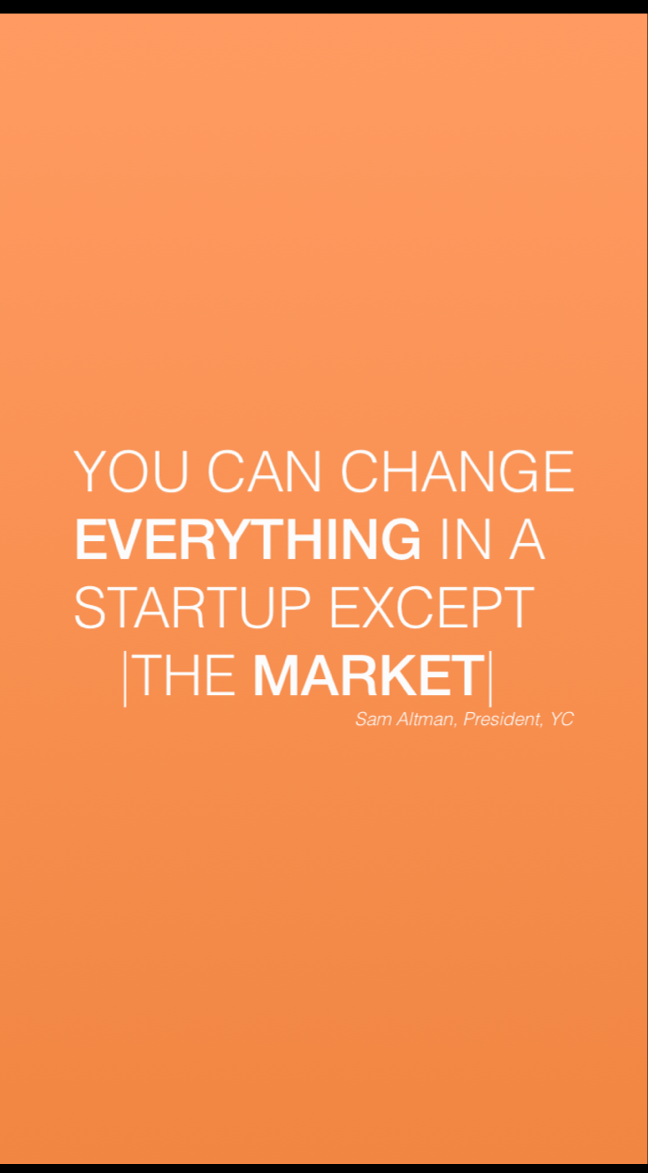 YOU CAN CHANGE
EVERYTHING IN A
STARTUP EXCEPT
|THE MARKET|
Sam Altman, President, YC